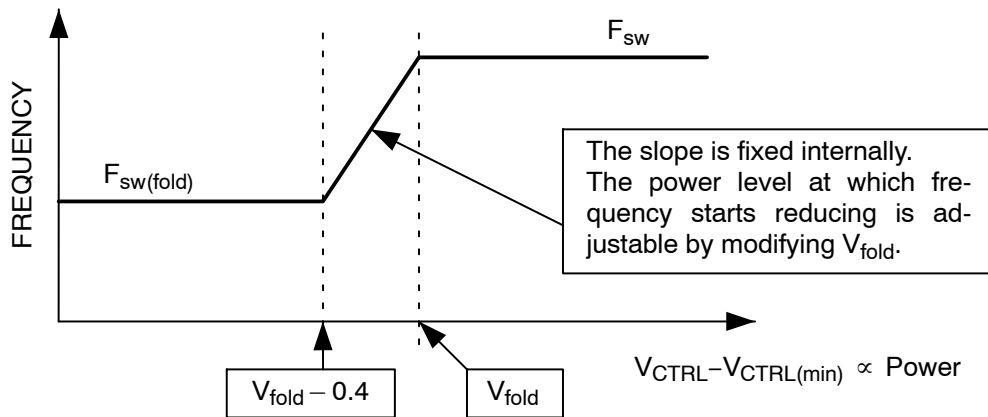 F_sw
FREQUENCY
F_sw(fold)
The slope is fixed internally.
The power level at which fre-
quency starts reducing is ad-
justable by modifying V_fold.
V_CTRL–V_CTRL(min) ∝ Power
V_fold – 0.4
V_fold